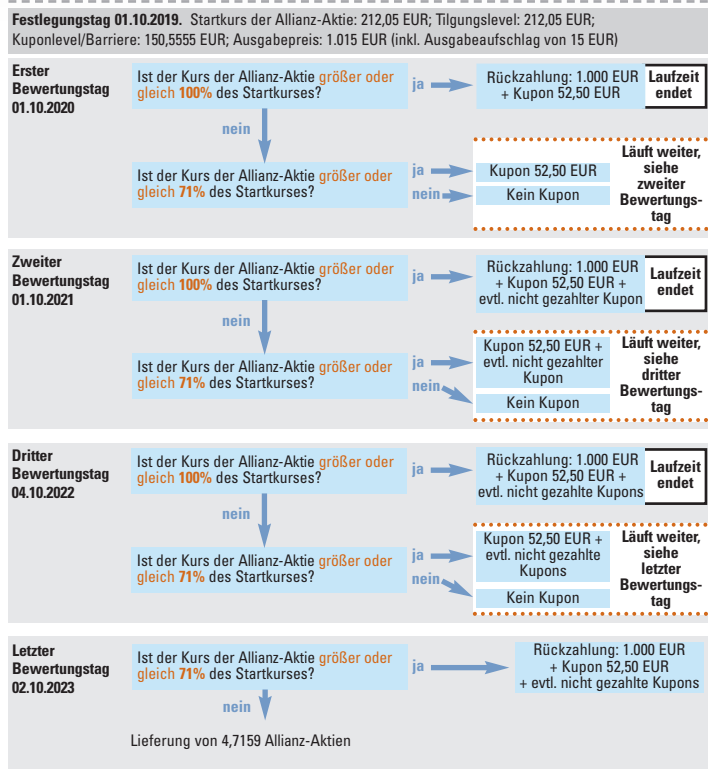 Festlegungstag 01.10.2019. Startkurs der Allianz-Aktie: 212,05 EUR; Tilgungslevel: 212,05 EUR;
Kuponlevel/Barriere: 150,5555 EUR; Ausgabepreis: 1.015 EUR (inkl. Ausgabeaufschlag von 15 EUR)
Erster
Bewertungstag
01.10.2020
Ist der Kurs der Allianz-Aktie größer oder
gleich 100% des Startkurses?
ja
Rückzahlung: 1.000 EUR
+ Kupon 52,50 EUR
Laufzeit
endet
nein
Ist der Kurs der Allianz-Aktie größer oder
gleich 71% des Startkurses?
ja
Kupon 52,50 EUR
nein
Kein Kupon
Läuft weiter,
siehe
zweiter
Bewertungs-
tag
Zweiter
Bewertungstag
01.10.2021
Ist der Kurs der Allianz-Aktie größer oder
gleich 100% des Startkurses?
ja
Rückzahlung: 1.000 EUR
+ Kupon 52,50 EUR +
evtl. nicht gezahlter Kupon
Laufzeit
endet
nein
Ist der Kurs der Allianz-Aktie größer oder
gleich 71% des Startkurses?
ja
Kupon 52,50 EUR +
evtl. nicht gezahlter
Kupon
nein
Kein Kupon
Läuft weiter,
siehe
dritter
Bewertungs-
tag
Dritter
Bewertungstag
04.10.2022
Ist der Kurs der Allianz-Aktie größer oder
gleich 100% des Startkurses?
ja
Rückzahlung: 1.000 EUR
+ Kupon 52,50 EUR +
evtl. nicht gezahlte Kupons
Laufzeit
endet
nein
Ist der Kurs der Allianz-Aktie größer oder
gleich 71% des Startkurses?
ja
Kupon 52,50 EUR +
evtl. nicht gezahlte
Kupons
nein
Kein Kupon
Läuft weiter,
siehe
letzter
Bewertungs-
tag
Letzter
Bewertungstag
02.10.2023
Ist der Kurs der Allianz-Aktie größer oder
gleich 71% des Startkurses?
ja
Rückzahlung: 1.000 EUR
+ Kupon 52,50 EUR
+ evtl. nicht gezahlte Kupons
nein
Lieferung von 4,7159 Allianz-Aktien